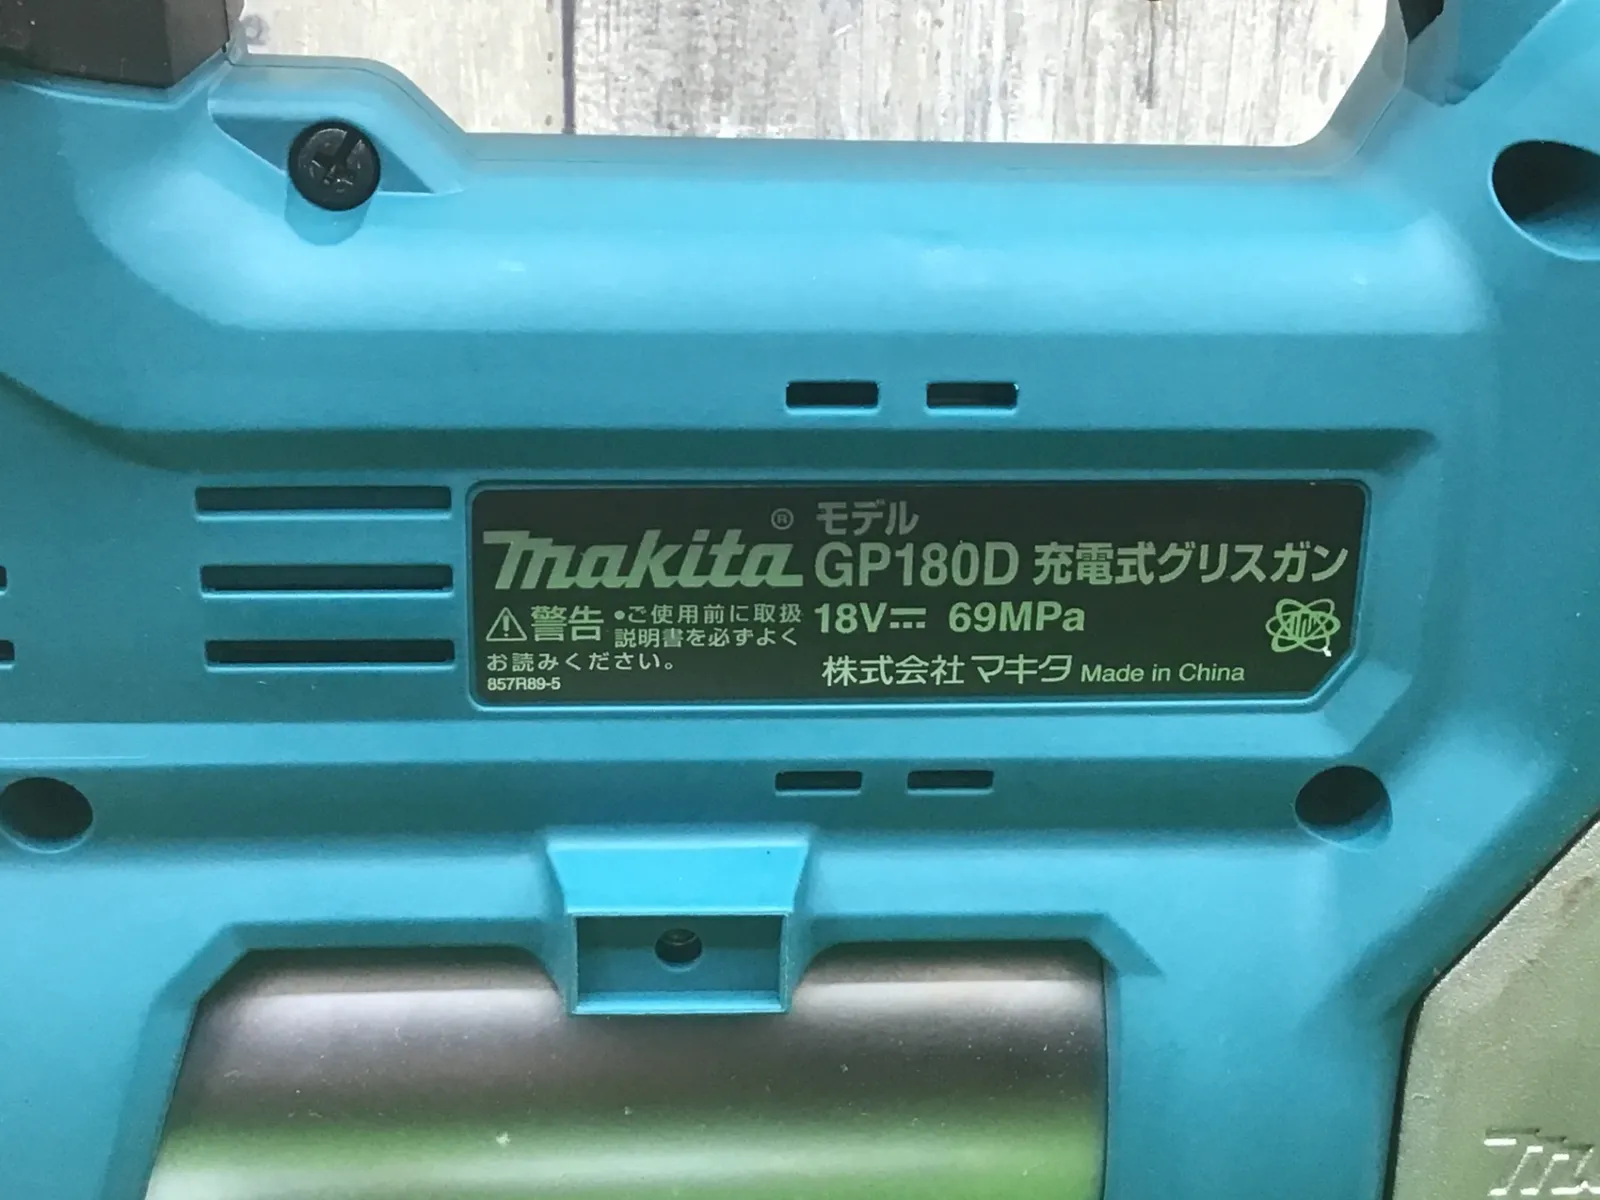 makita® モデル
GP180D 充電式グリスガン
⚠警告 •ご使用前に取扱
説明書を必ずよく
お読みください。
857R89-5
18V⎓ 69MPa
株式会社マキタ Made in China